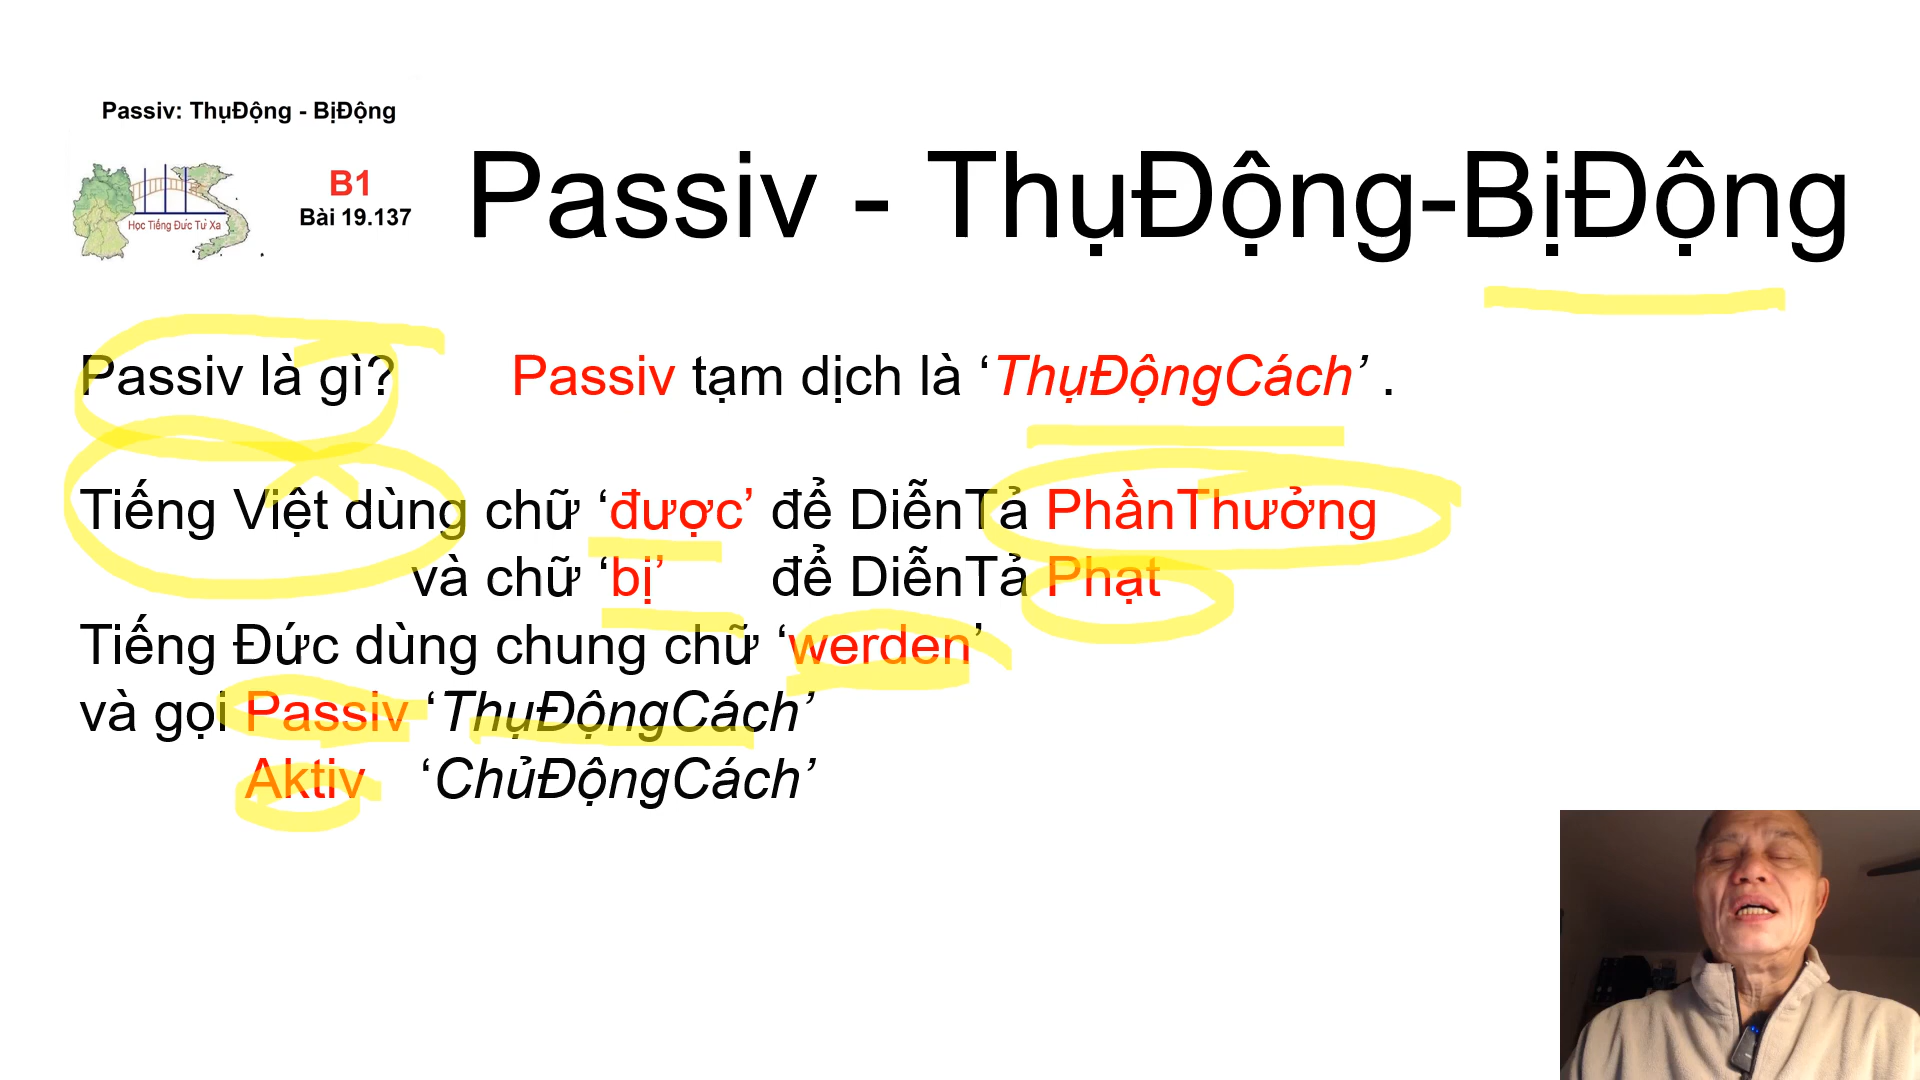 Passiv: ThụĐộng - BịĐộng
B1
Bài 19.137
Học Tiếng Đức Từ Xa
Passiv - ThụĐộng-BịĐộng
Passiv là gì? Passiv tạm dịch là ‘ThụĐộngCách’ .
Tiếng Việt dùng chữ ‘được’ để DiễnTả PhầnThưởng
và chữ ‘bị’ để DiễnTả Phạt
Tiếng Đức dùng chung chữ ‘werden’
và gọi Passiv ‘ThụĐộngCách’
Aktiv ‘ChủĐộngCách’